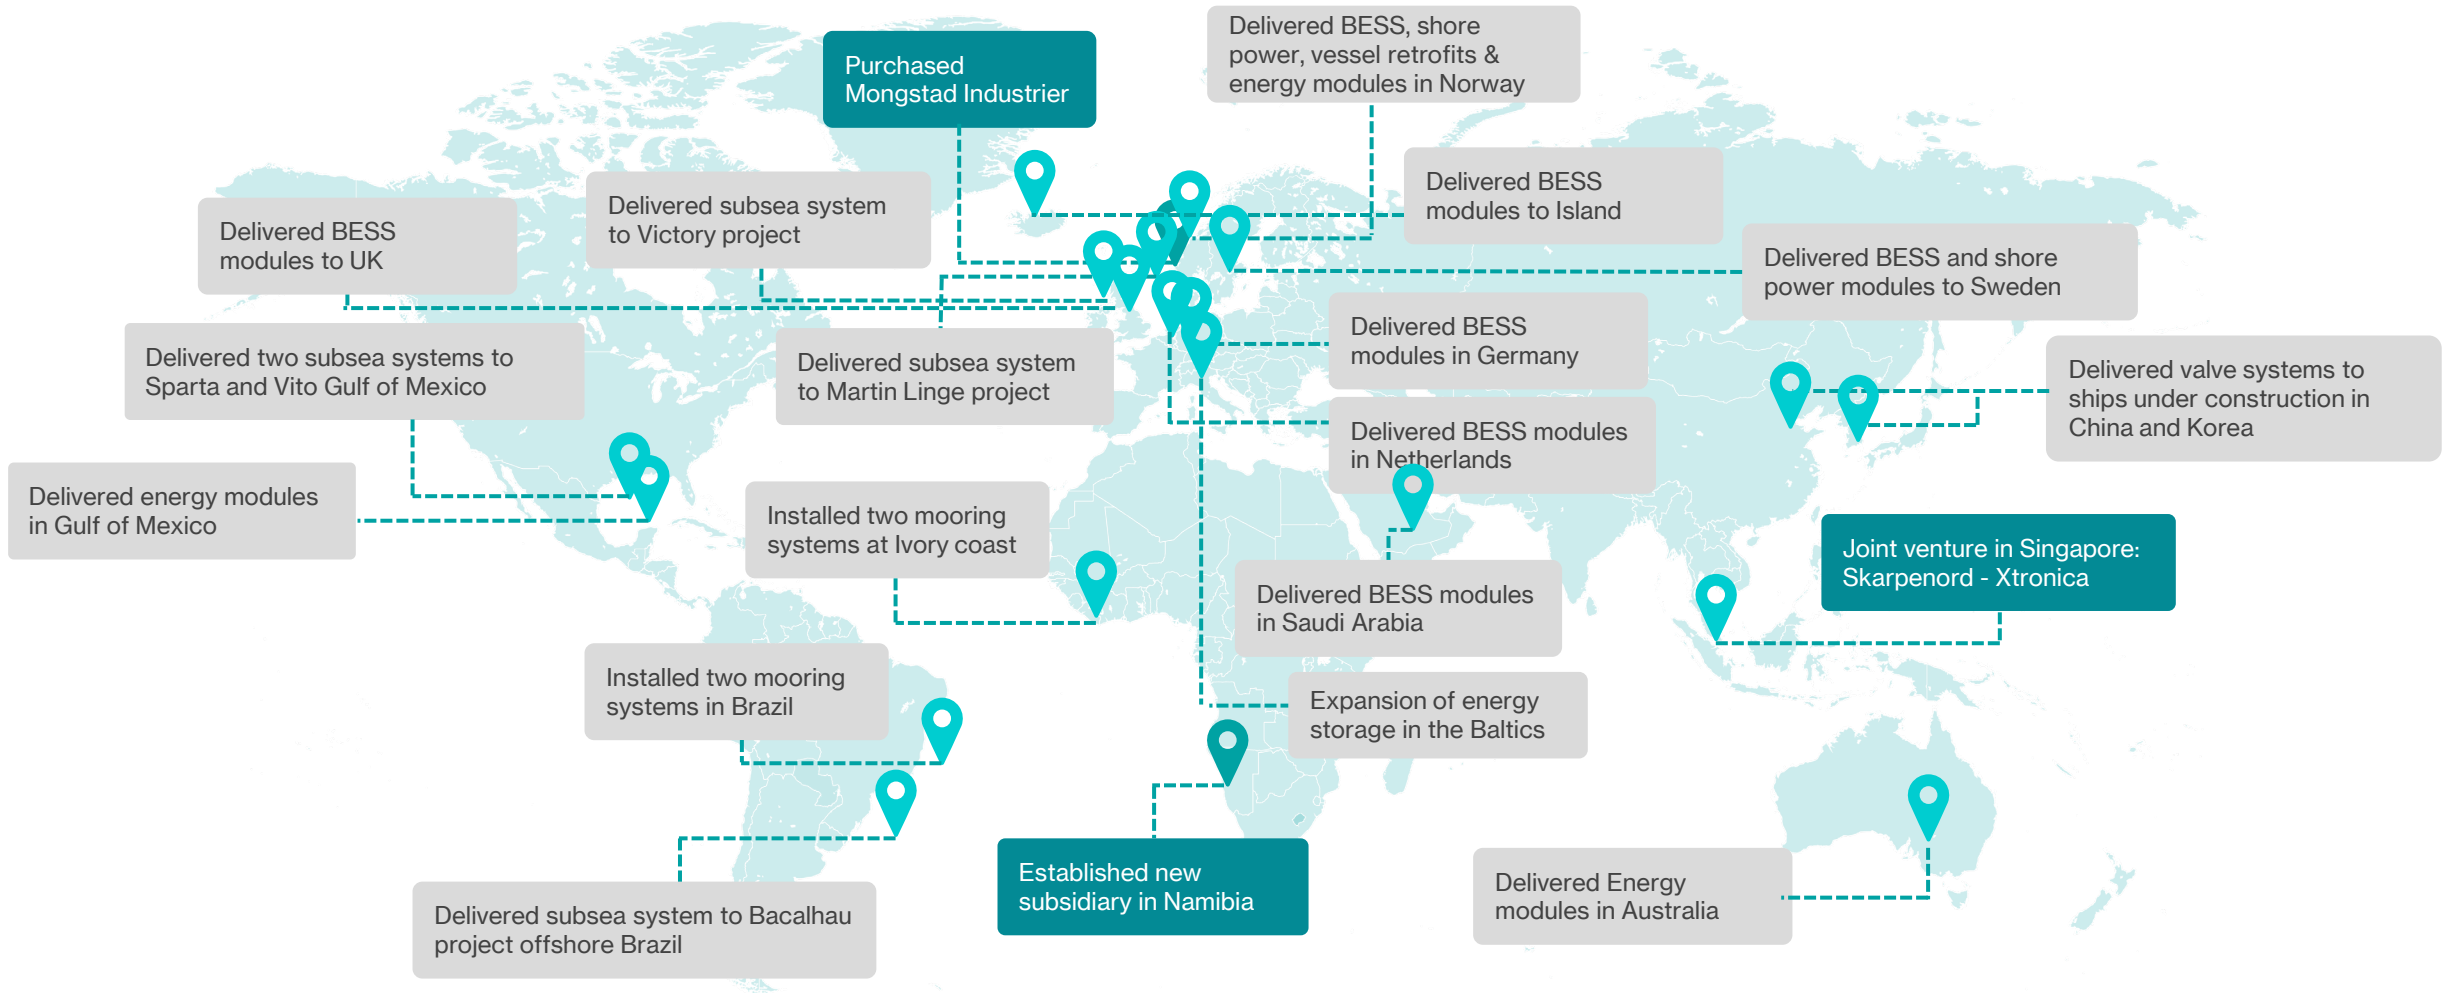 Delivered BESS, shore
power, vessel retrofits &
energy modules in Norway
Purchased
Mongstad Industrier
Delivered BESS
modules to Island
Delivered subsea system
to Victory project
Delivered BESS
modules to UK
Delivered BESS and shore
power modules to Sweden
Delivered two subsea systems to
Sparta and Vito Gulf of Mexico
Delivered subsea system
to Martin Linge project
Delivered BESS
modules in Germany
Delivered valve systems to
ships under construction in
China and Korea
Delivered BESS modules
in Netherlands
Delivered energy modules
in Gulf of Mexico
Installed two mooring
systems at Ivory coast
Joint venture in Singapore:
Skarpenord - Xtronica
Delivered BESS modules
in Saudi Arabia
Installed two mooring
systems in Brazil
Expansion of energy
storage in the Baltics
Established new
subsidiary in Namibia
Delivered Energy
modules in Australia
Delivered subsea system to Bacalhau
project offshore Brazil